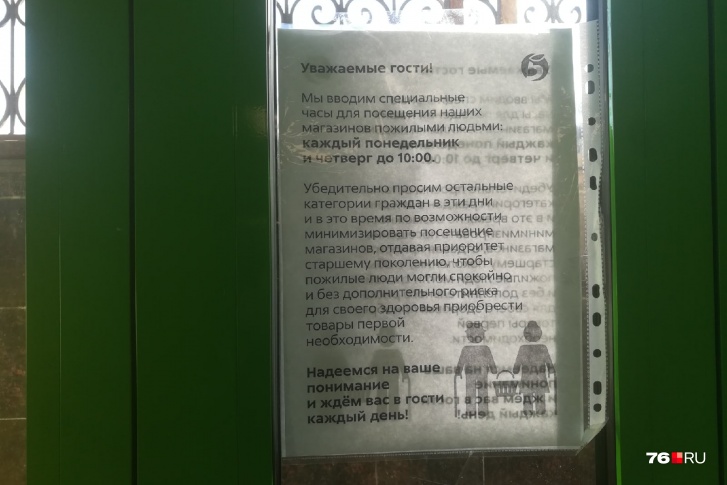 Уважаемые гости!
5
Мы вводим специальные
часы для посещения наших
магазинов пожилыми людьми:
каждый понедельник
и четверг до 10:00.
Убедительно просим остальные
категории граждан в эти дни
и в это время по возможности
минимизировать посещение
магазинов, отдавая приоритет
старшему поколению, чтобы
пожилые люди могли спокойно
и без дополнительного риска
для своего здоровья приобрести
товары первой
необходимости.
Надеемся на ваше
понимание
и ждём вас в гости
каждый день!
76 RU